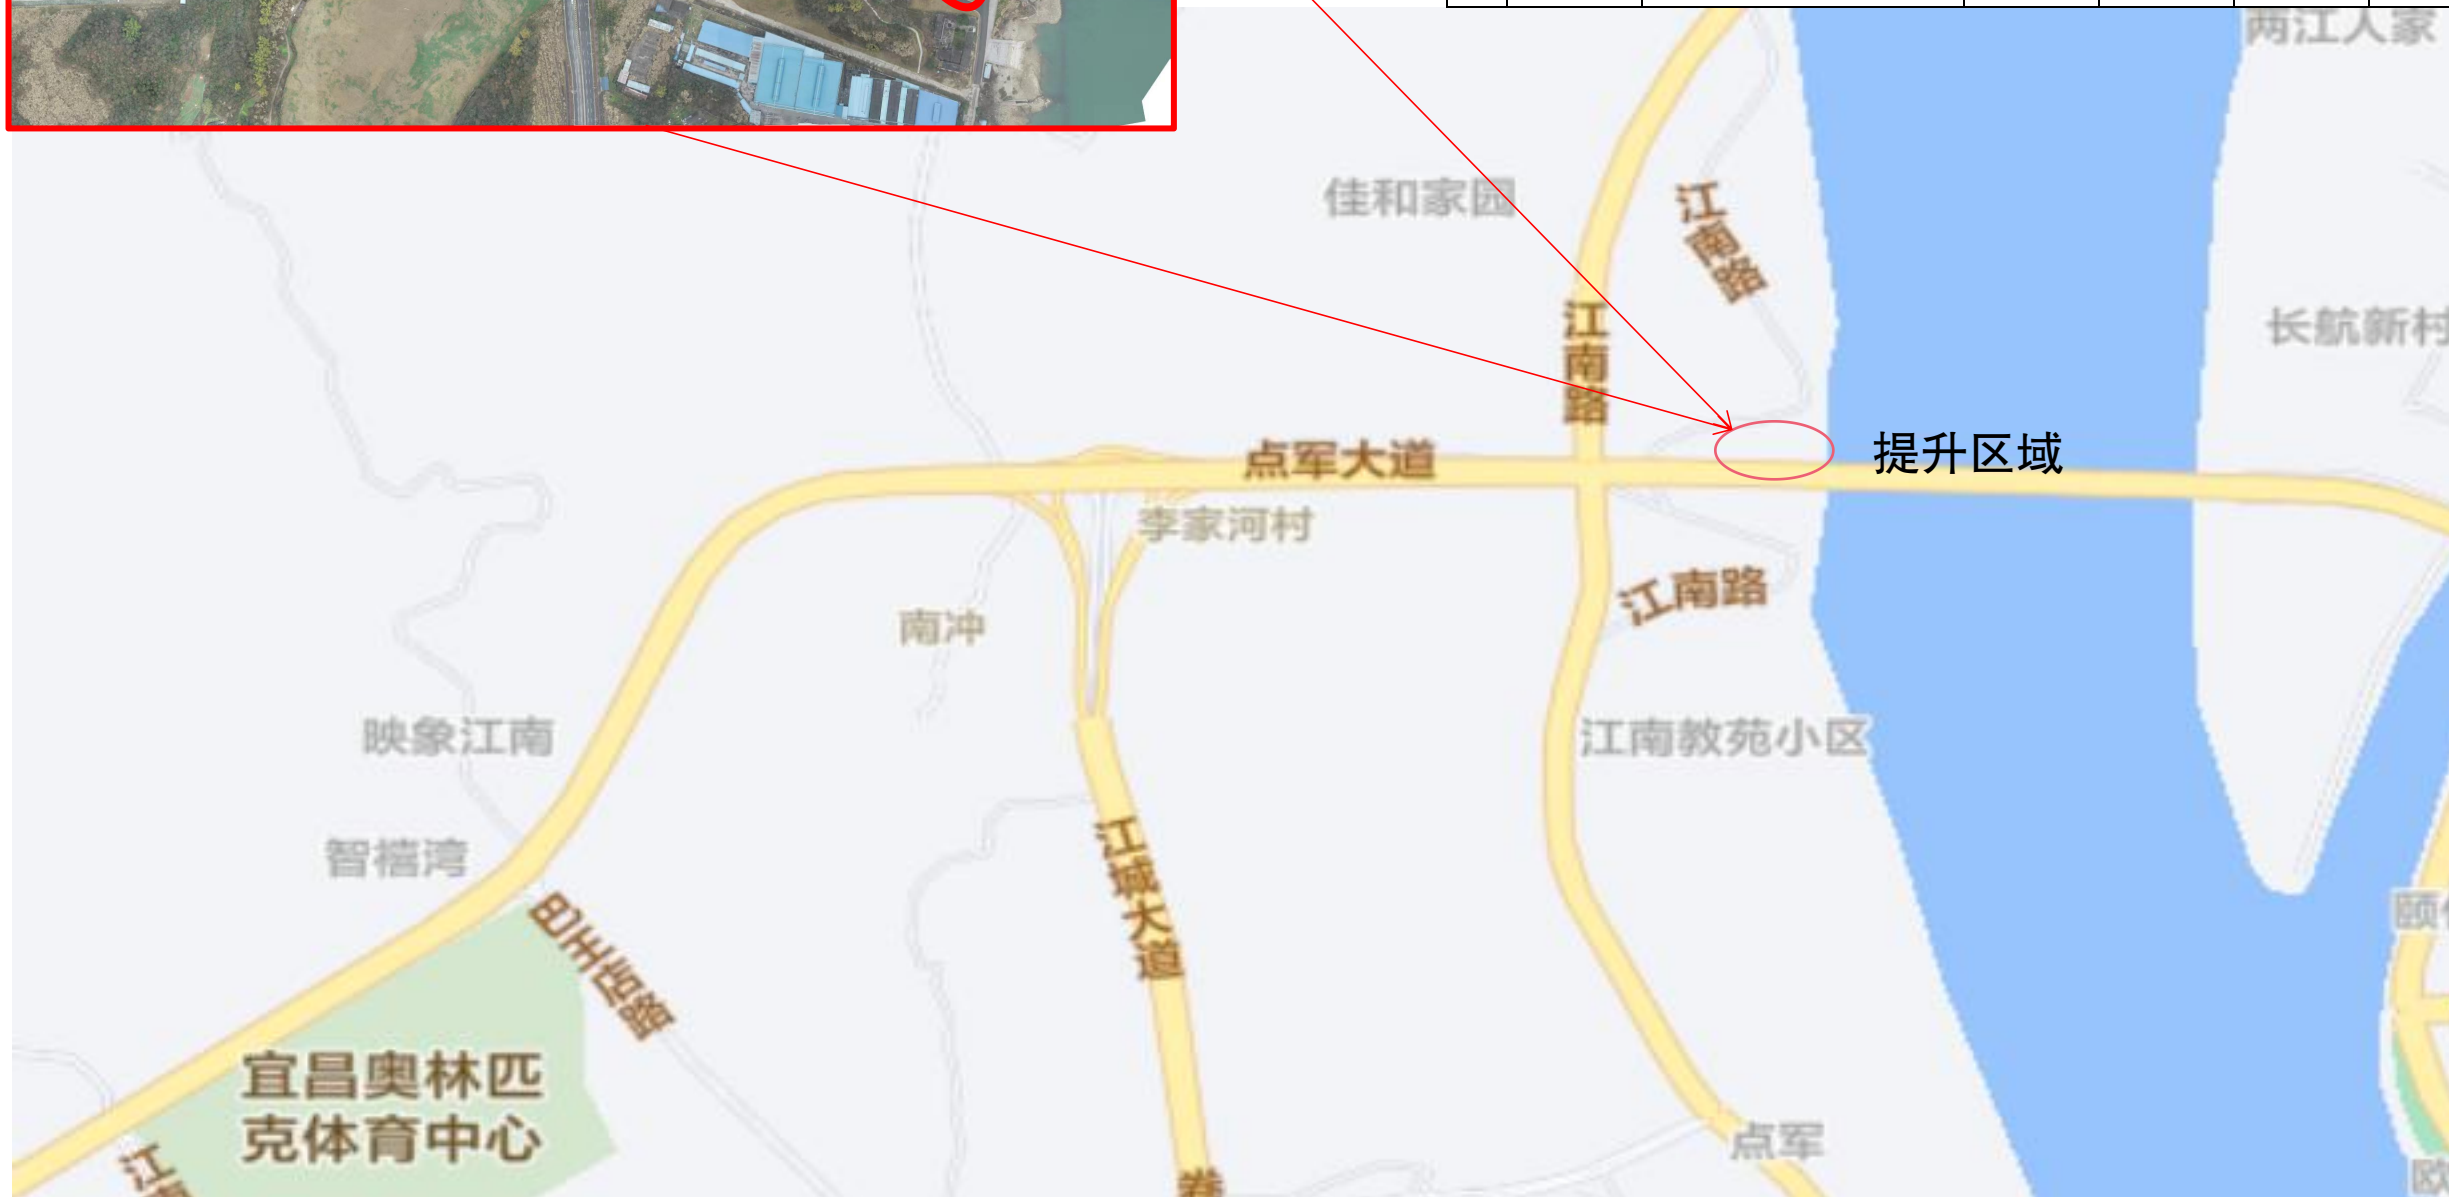 两江人家
佳和家园
江南路
江南路
长航新村
点军大道
提升区域
李家河村
江南路
南冲
映象江南
江南教苑小区
智禧湾
江城大道
巴王店路
宜昌奥林匹
克体育中心
点军